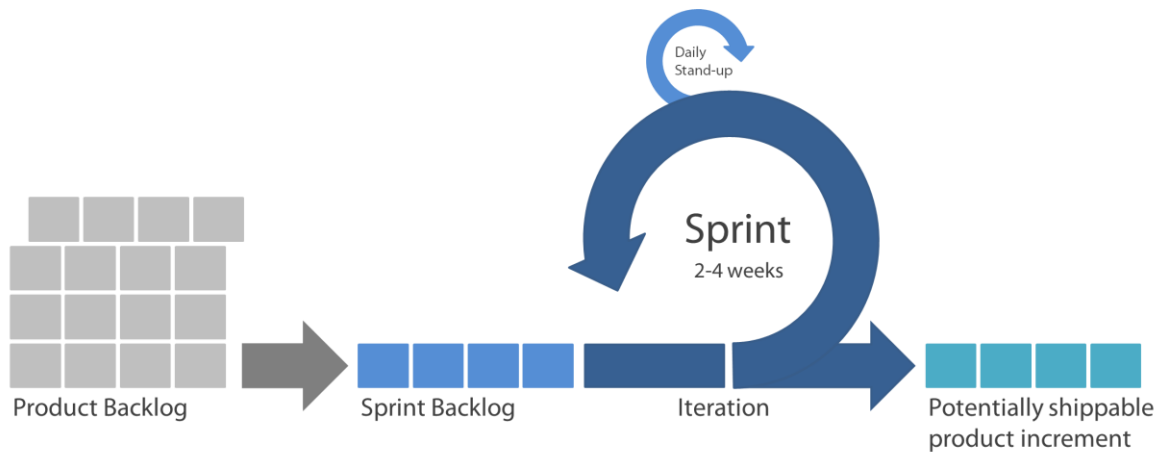 Daily
Stand-up
Sprint
2-4 weeks
Product Backlog
Sprint Backlog
Iteration
Potentially shippable
product increment